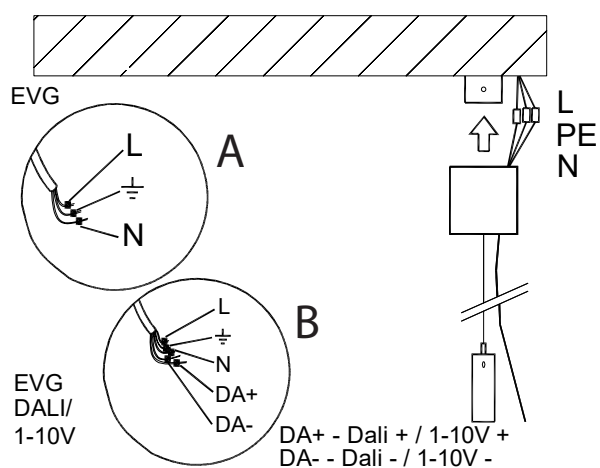 EVG
A
L
N
L
PE
N
B
L
N
DA+
DA-
EVG
DALI/
1-10V
DA+ - Dali + / 1-10V +
DA- - Dali - / 1-10V -